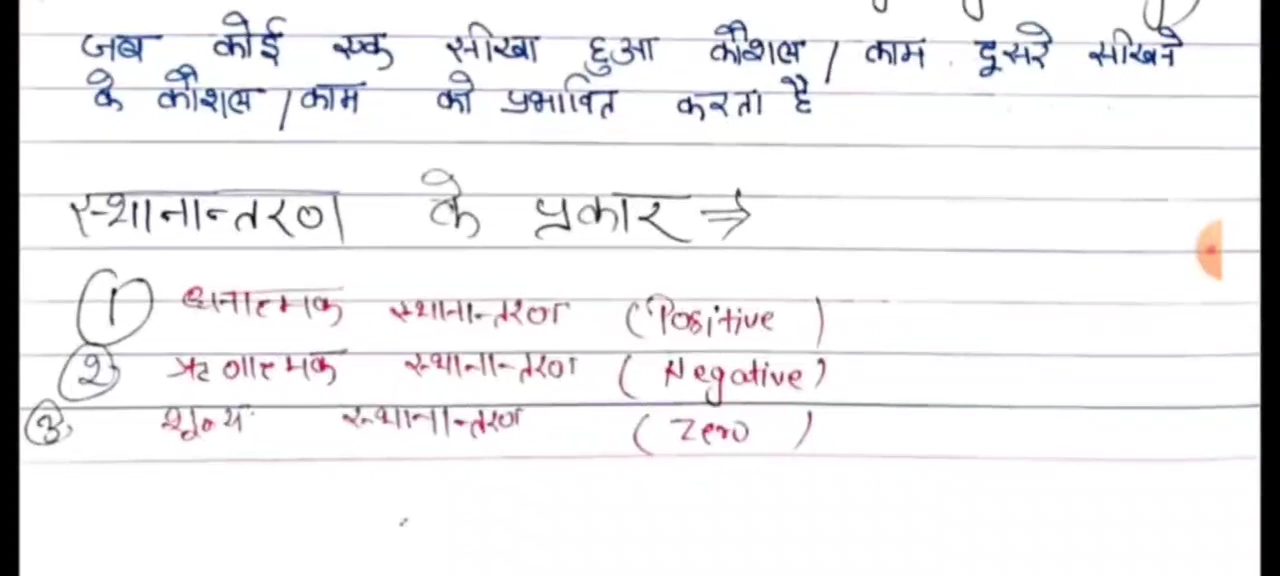 जब कोई एक सीखा हुआ कौशल / काम दूसरे सीखने
के कौशल / काम को प्रभावित करता है
स्थानान्तरण के प्रकार ⇒
① धनात्मक स्थानान्तरण (Positive)
② ऋणात्मक स्थानान्तरण (Negative)
③ शून्य स्थानान्तरण (Zero)